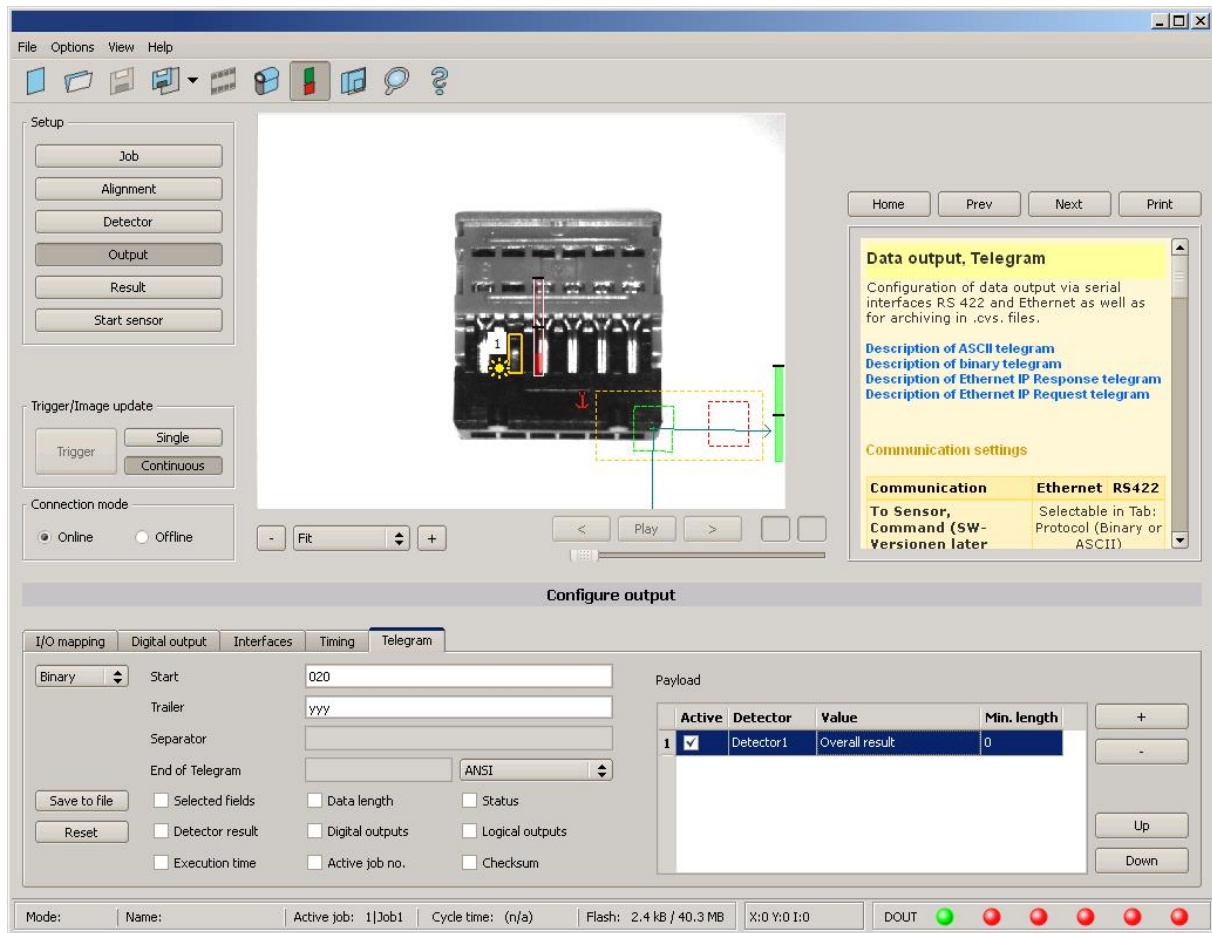 File Options View Help
Setup
Job
Alignment
Detector
Output
Result
Start sensor
Trigger/Image update
Trigger
Single
Continuous
Connection mode
Online Offline
1
- Fit +
< Play >
Home Prev Next Print
Data output, Telegram
Configuration of data output via serial
interfaces RS 422 and Ethernet as well as
for archiving in .cvs. files.
Description of ASCII telegram
Description of binary telegram
Description of Ethernet IP Response telegram
Description of Ethernet IP Request telegram
Communication settings
Communication Ethernet RS422
To Sensor, Selectable in Tab:
Command (SW- Protocol (Binary or
Versionen later ASCII)
Configure output
I/O mapping Digital output Interfaces Timing Telegram
Binary Start 020
Trailer yyy
Separator
End of Telegram ANSI
Save to file Selected fields Data length Status
Reset Detector result Digital outputs Logical outputs
Execution time Active job no. Checksum
Payload
Active Detector Value Min. length
1 Detector1 Overall result 0
+
-
Up
Down
Mode: Name: Active job: 1|Job1 Cycle time: (n/a) Flash: 2.4 kB / 40.3 MB X:0 Y:0 I:0 DOUT